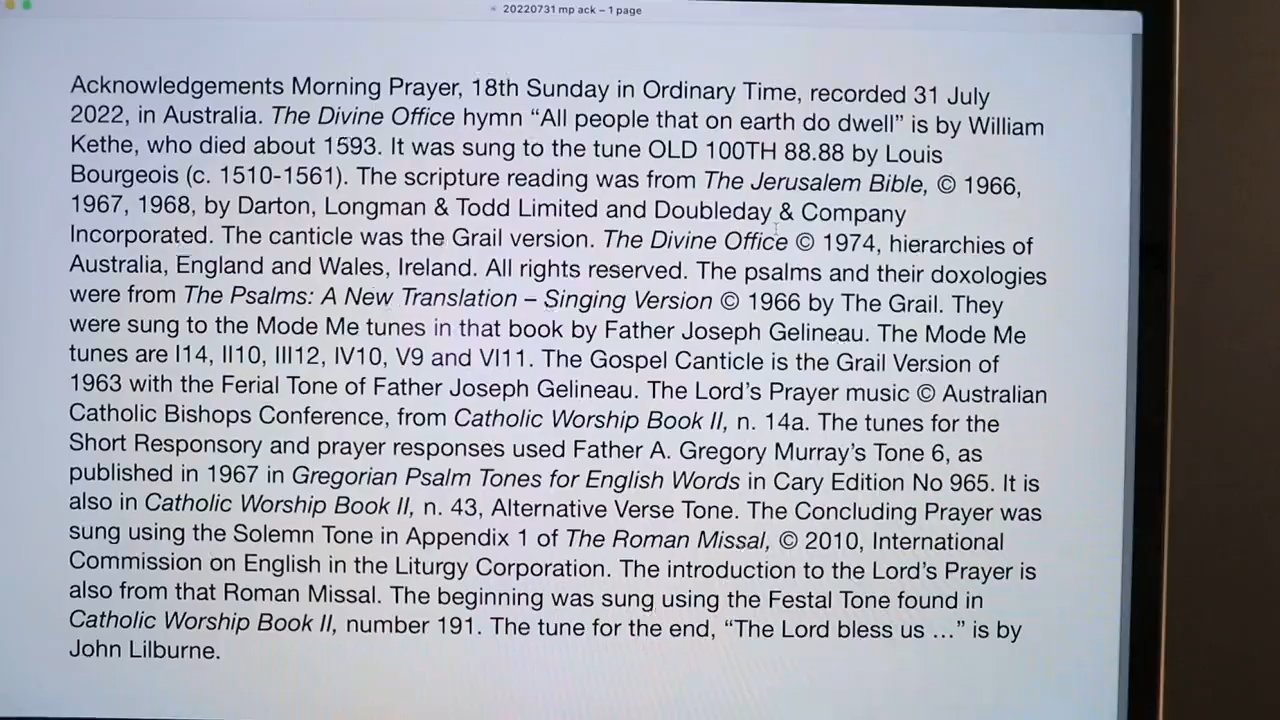 20220731 mp ack – 1 page
Acknowledgements Morning Prayer, 18th Sunday in Ordinary Time, recorded 31 July
2022, in Australia. The Divine Office hymn “All people that on earth do dwell” is by William
Kethe, who died about 1593. It was sung to the tune OLD 100TH 88.88 by Louis
Bourgeois (c. 1510-1561). The scripture reading was from The Jerusalem Bible, © 1966,
1967, 1968, by Darton, Longman & Todd Limited and Doubleday & Company
Incorporated. The canticle was the Grail version. The Divine Office © 1974, hierarchies of
Australia, England and Wales, Ireland. All rights reserved. The psalms and their doxologies
were from The Psalms: A New Translation – Singing Version © 1966 by The Grail. They
were sung to the Mode Me tunes in that book by Father Joseph Gelineau. The Mode Me
tunes are I14, II10, III12, IV10, V9 and VI11. The Gospel Canticle is the Grail Version of
1963 with the Ferial Tone of Father Joseph Gelineau. The Lord’s Prayer music © Australian
Catholic Bishops Conference, from Catholic Worship Book II, n. 14a. The tunes for the
Short Responsory and prayer responses used Father A. Gregory Murray’s Tone 6, as
published in 1967 in Gregorian Psalm Tones for English Words in Cary Edition No 965. It is
also in Catholic Worship Book II, n. 43, Alternative Verse Tone. The Concluding Prayer was
sung using the Solemn Tone in Appendix 1 of The Roman Missal, © 2010, International
Commission on English in the Liturgy Corporation. The introduction to the Lord’s Prayer is
also from that Roman Missal. The beginning was sung using the Festal Tone found in
Catholic Worship Book II, number 191. The tune for the end, “The Lord bless us …” is by
John Lilburne.